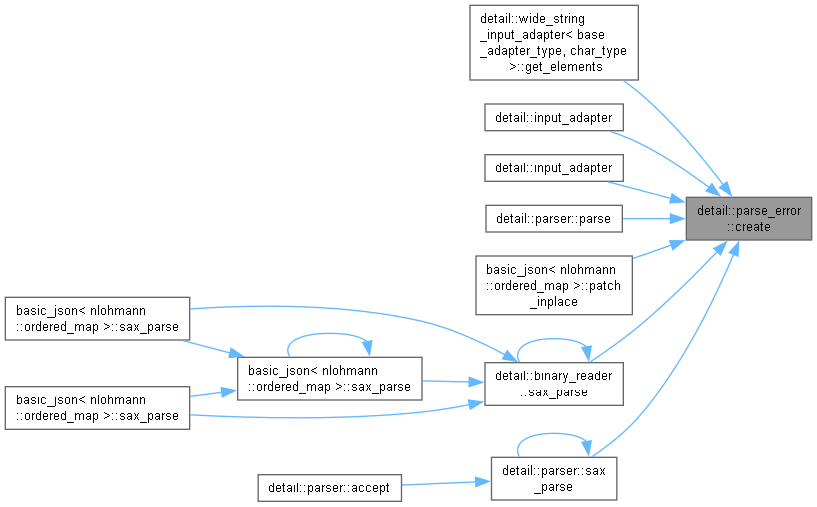 detail::wide_string
_input_adapter< base
_adapter_type, char_type
>::get_elements
detail::input_adapter
detail::input_adapter
detail::parser::parse
basic_json< nlohmann
::ordered_map >::patch
_inplace
detail::parse_error
::create
basic_json< nlohmann
::ordered_map >::sax_parse
basic_json< nlohmann
::ordered_map >::sax_parse
basic_json< nlohmann
::ordered_map >::sax_parse
detail::binary_reader
::sax_parse
detail::parser::sax
_parse
detail::parser::accept